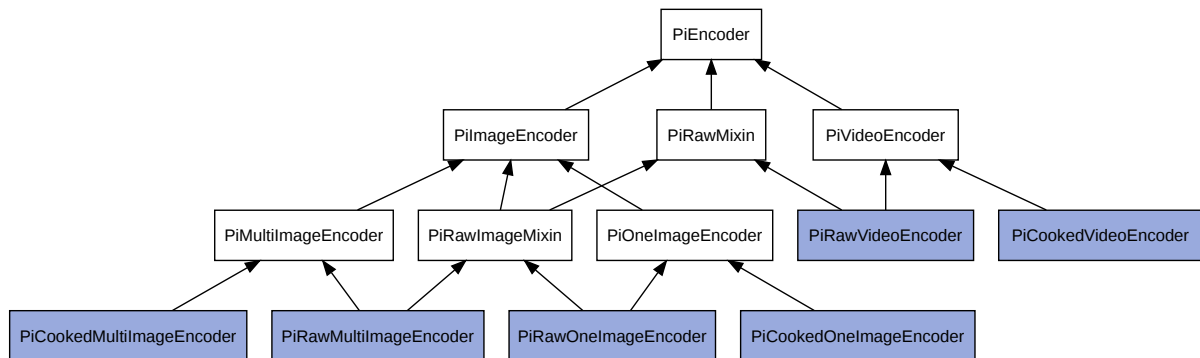 PiEncoder
PiImageEncoder
PiRawMixin
PiVideoEncoder
PiMultiImageEncoder
PiRawImageMixin
PiOneImageEncoder
PiRawVideoEncoder
PiCookedVideoEncoder
PiCookedMultiImageEncoder
PiRawMultiImageEncoder
PiRawOneImageEncoder
PiCookedOneImageEncoder